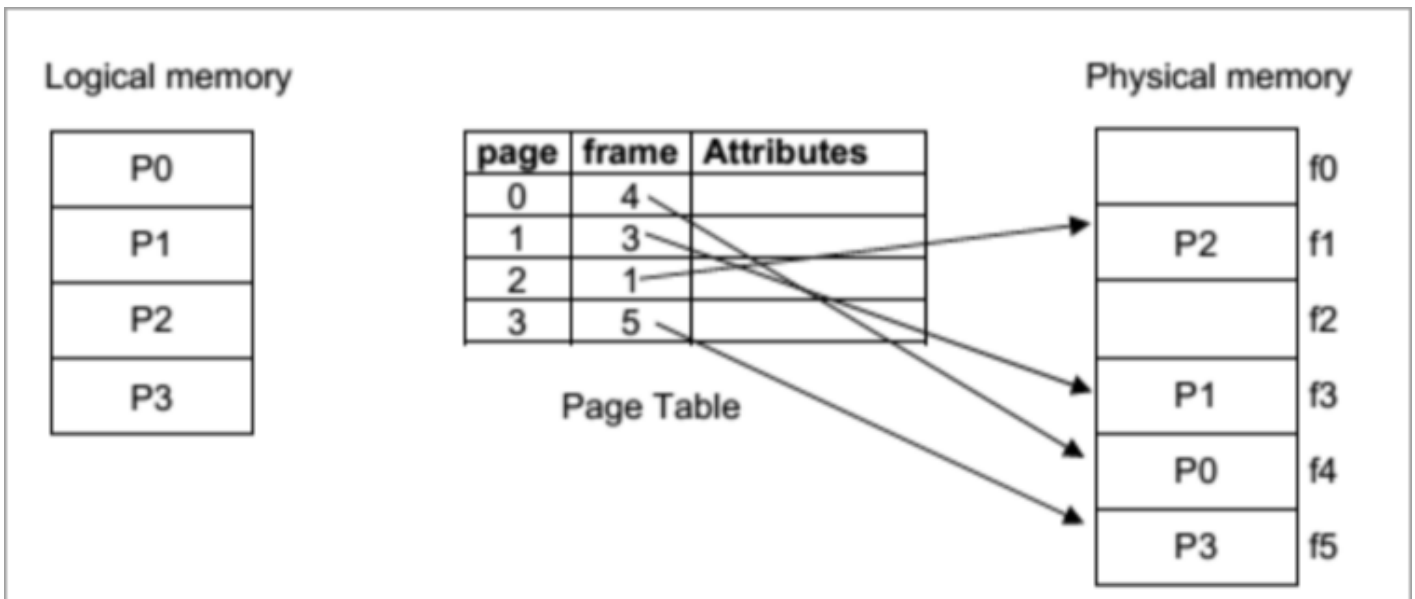 Logical memory
P0
P1
P2
P3
page frame Attributes
0 4
1 3
2 1
3 5
Page Table
Physical memory
f0
P2 f1
f2
P1 f3
P0 f4
P3 f5